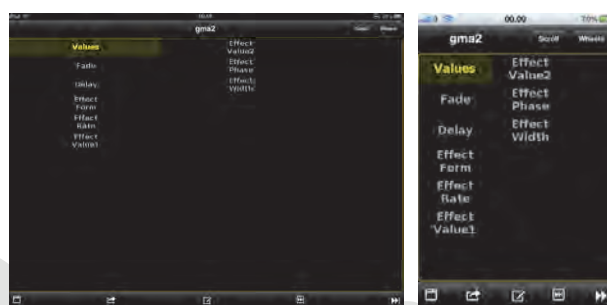 gma2
Values
Fade
Delay
Effect
Form
Effect
Rate
Effect
Value1
Effect
Value2
Effect
Phase
Effect
Width
00.00
70%
gma2
Scroll
Wheels
Values
Fade
Delay
Effect
Form
Effect
Rate
Effect
Value1
Effect
Value2
Effect
Phase
Effect
Width